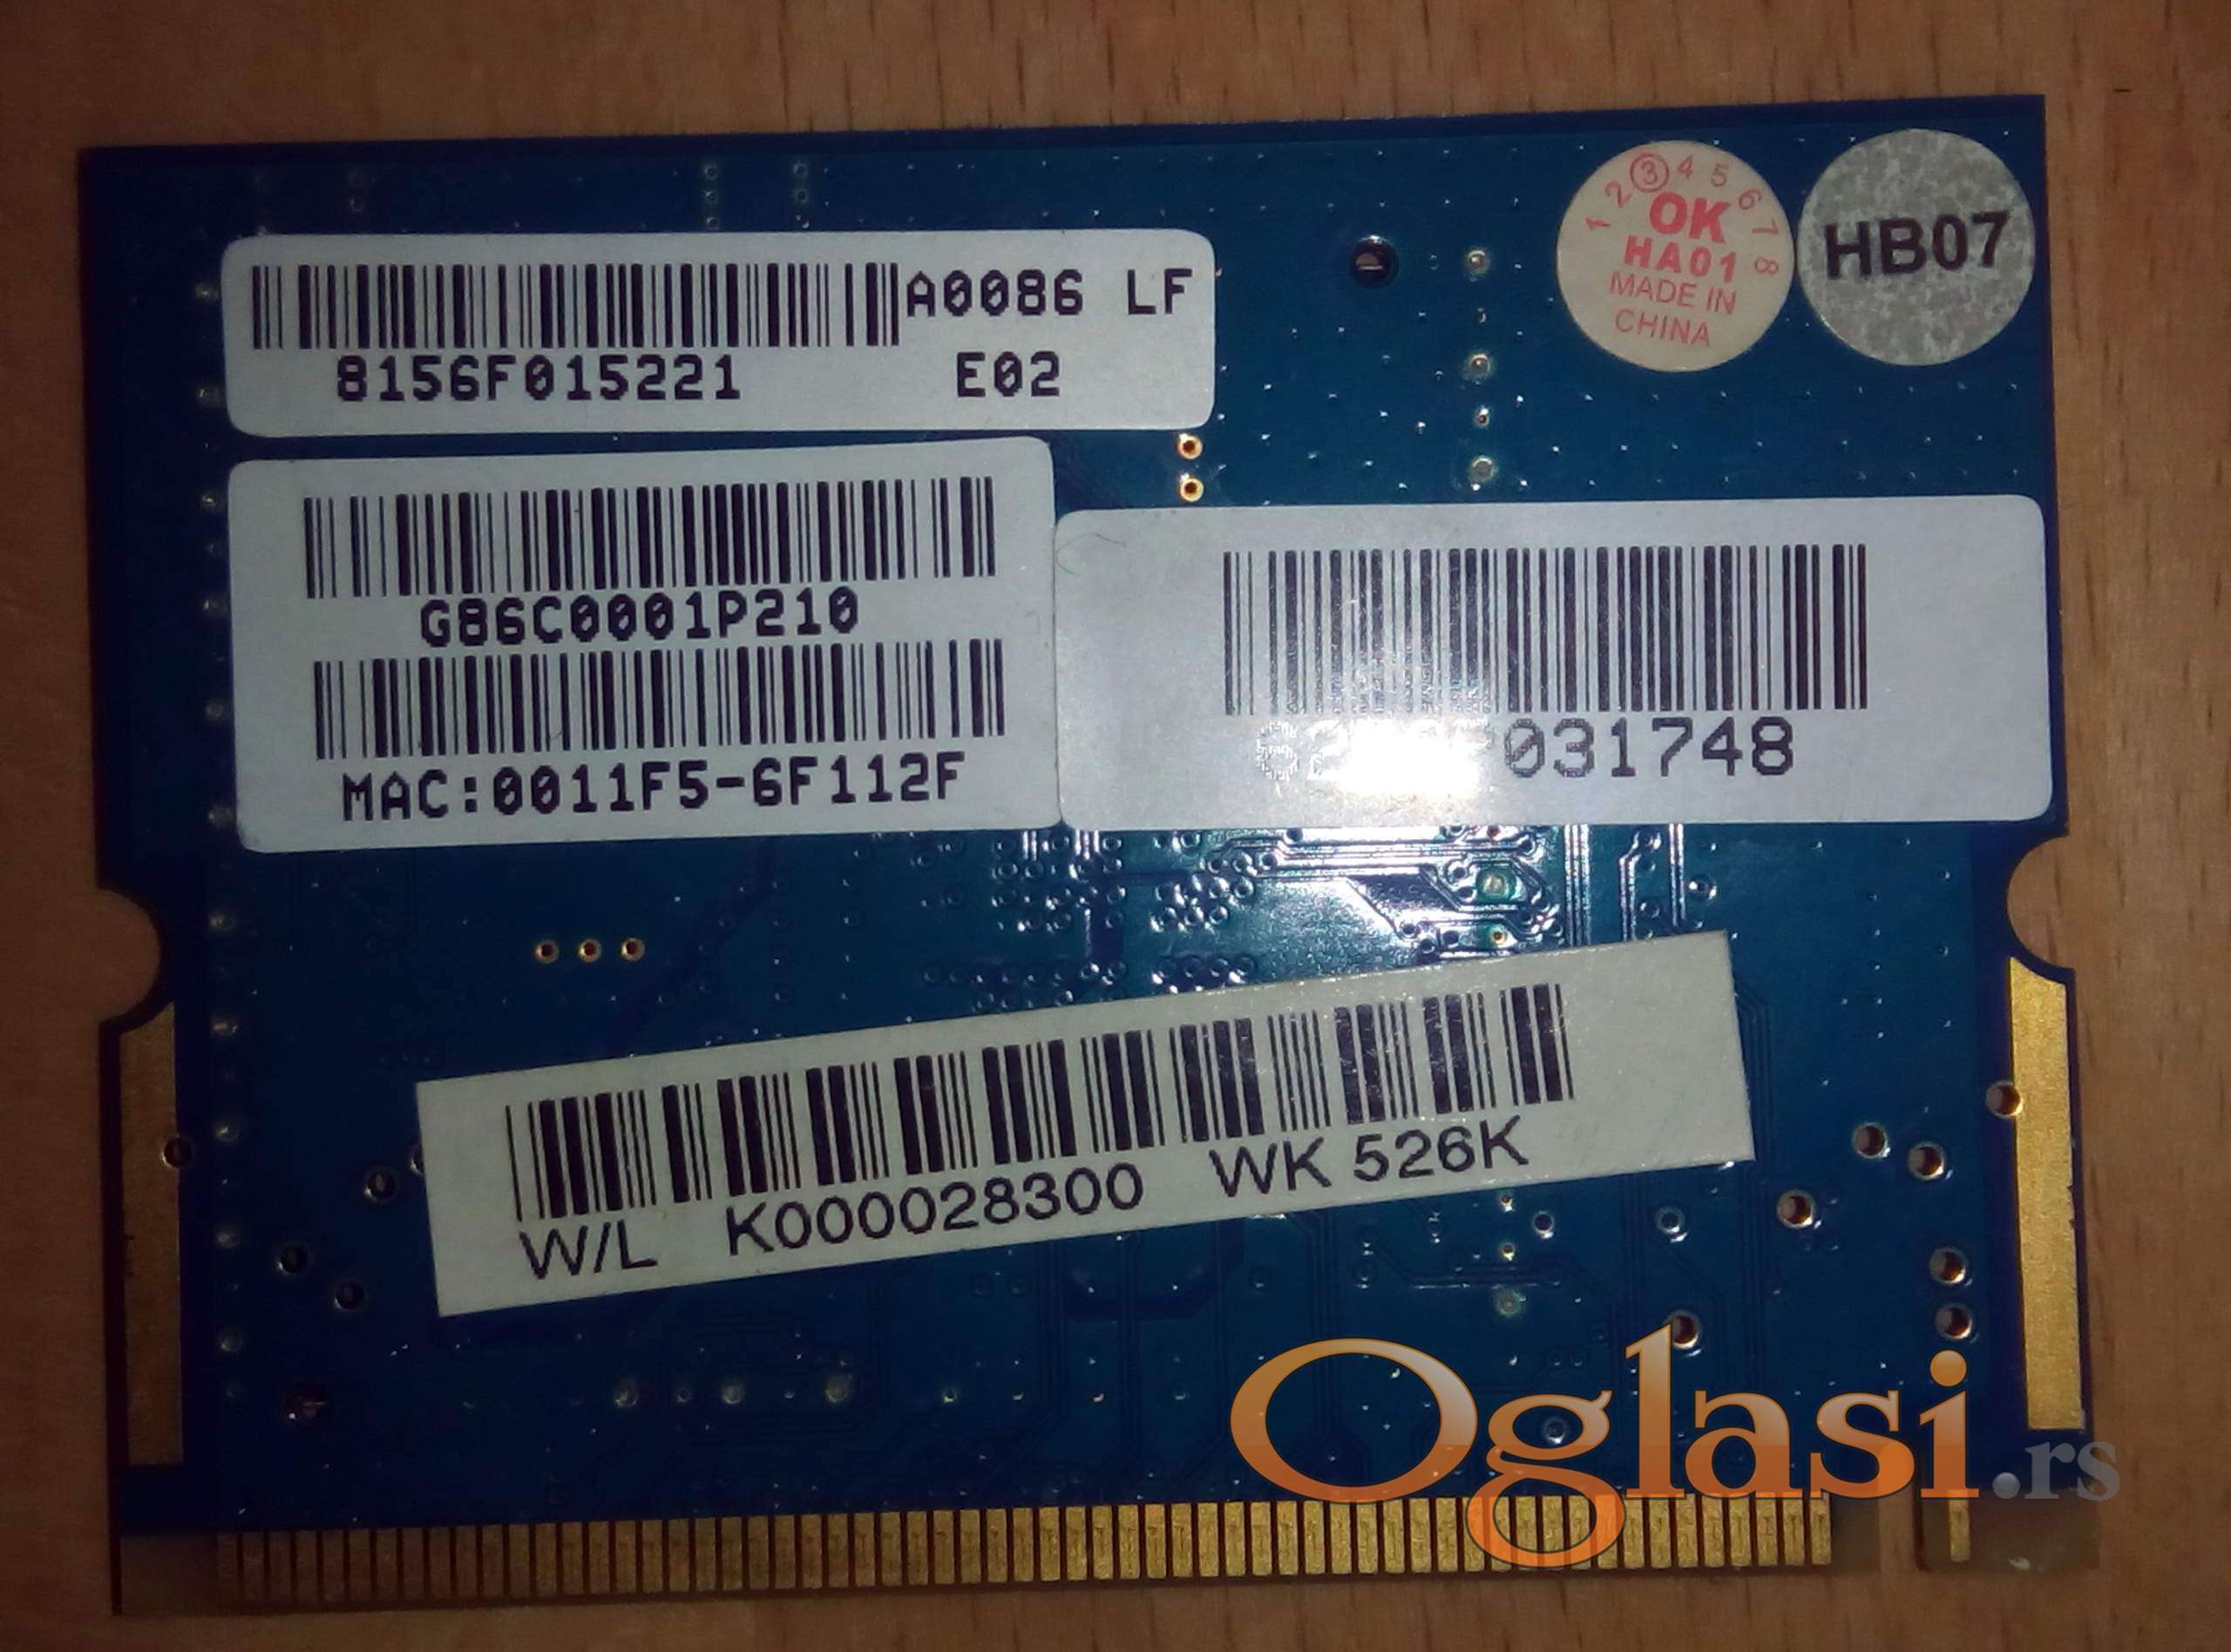 1 2 3 4 5 6 7 8
OK
HA01
MADE IN
CHINA
HB07
A0086 LF
8156F015221 E02
G86C0001P210
MAC:0011F5-6F112F
W/L K000028300 WK 526K
Oglasi.rs